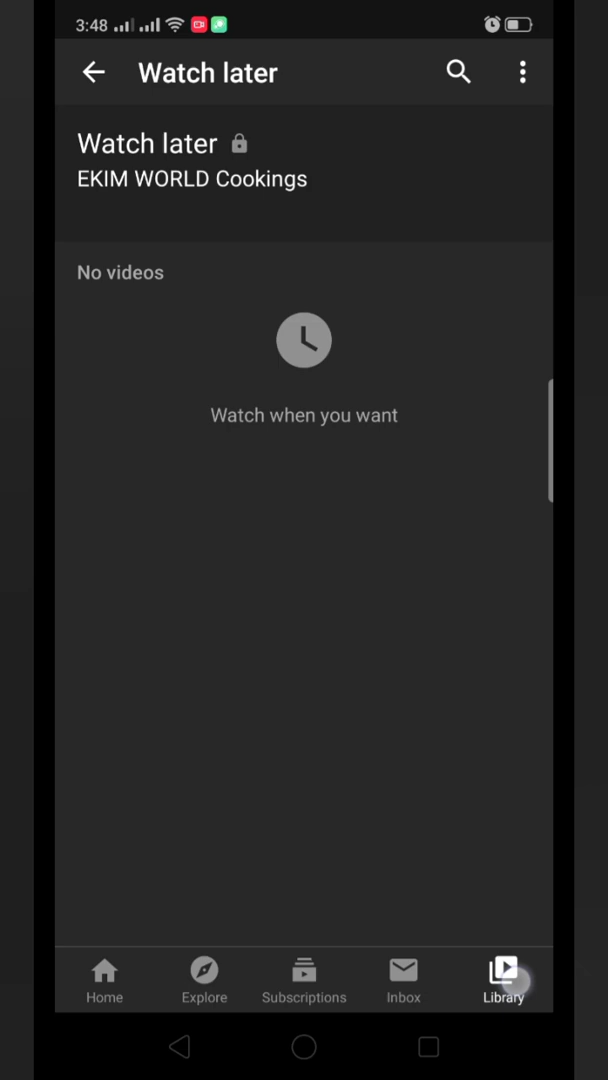 3:48
Watch later
Watch later
EKIM WORLD Cookings
No videos
Watch when you want
Home
Explore
Subscriptions
Inbox
Library